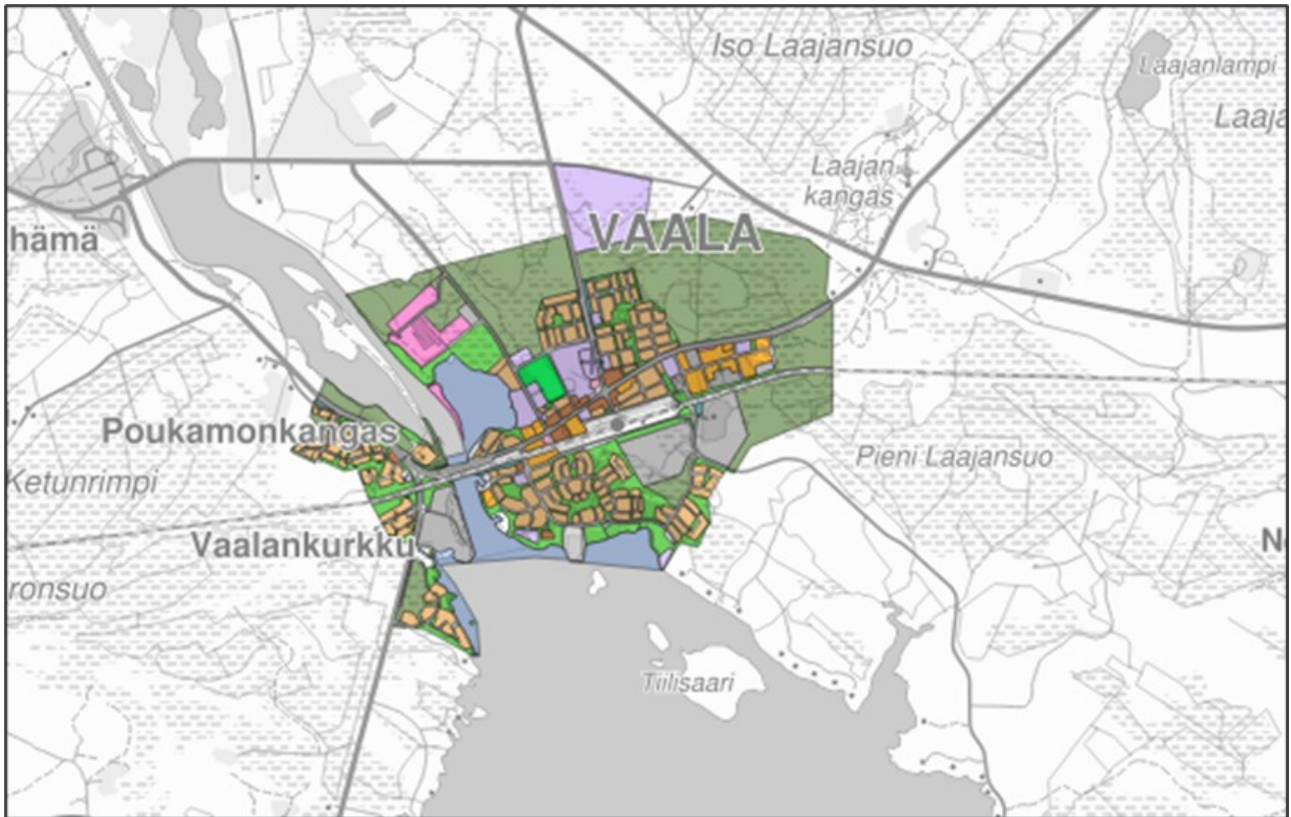 Iso Laajansuo
Laajanlampi
Laaja
Laajan-
kangas
VAALA
hämä
Poukamonkangas
Ketunrimpi
Pieni Laajansuo
Vaalankurkku
ronsuo
Tiilisaari